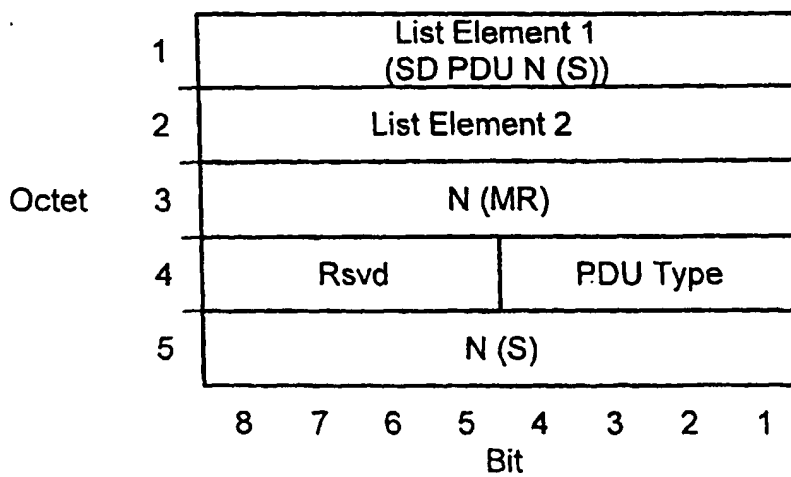 1 List Element 1
(SD PDU N (S))
2 List Element 2
Octet 3 N (MR)
4 Rsvd PDU Type
5 N (S)
8 7 6 5 4 3 2 1
Bit